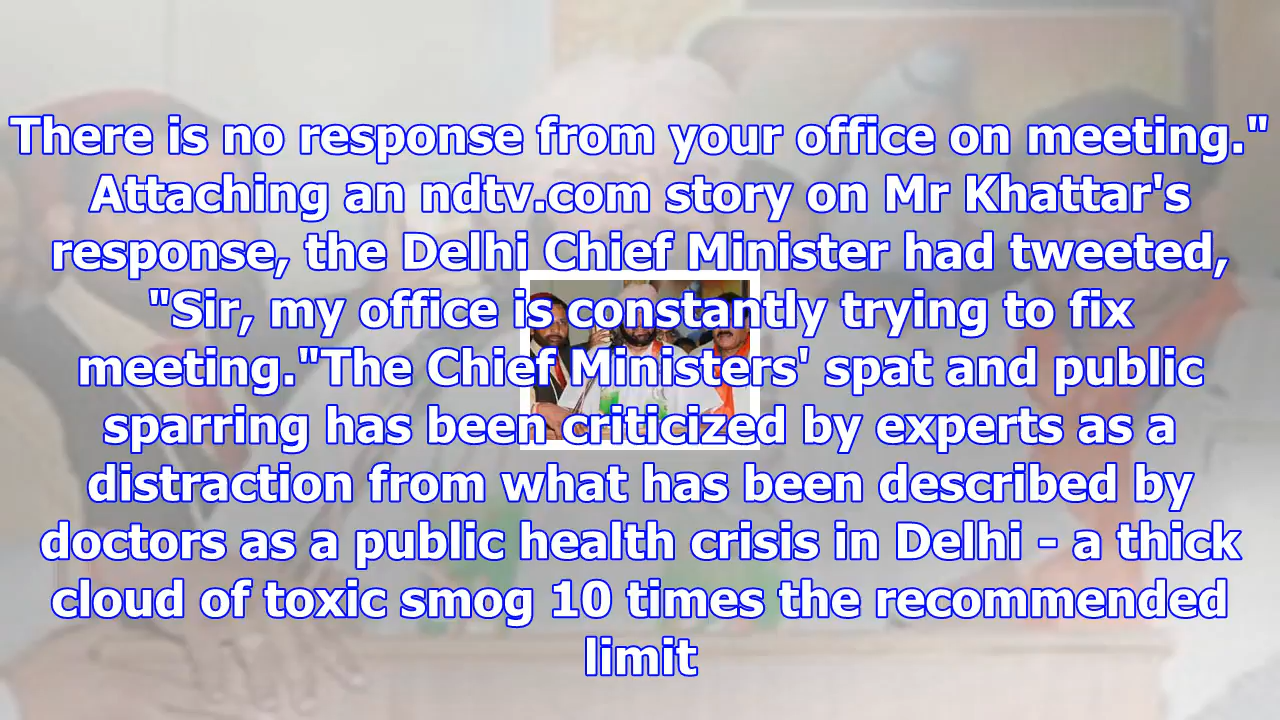 There is no response from your office on meeting."
Attaching an ndtv.com story on Mr Khattar's
response, the Delhi Chief Minister had tweeted,
"Sir, my office is constantly trying to fix
meeting."The Chief Ministers' spat and public
sparring has been criticized by experts as a
distraction from what has been described by
doctors as a public health crisis in Delhi - a thick
cloud of toxic smog 10 times the recommended
limit